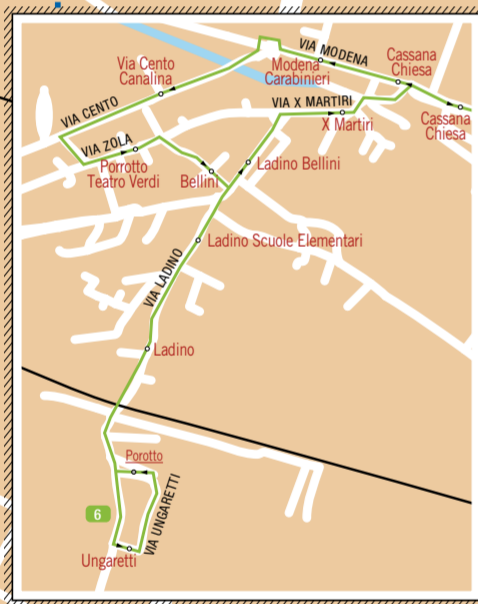 VIA MODENA
Via Cento
Canalina
Modena
Carabinieri
Cassana
Chiesa
VIA CENTO
VIA X MARTIRI
X Martiri
Cassana
Chiesa
VIA ZOLA
Porrotto
Teatro Verdi
Bellini
Ladino Bellini
Ladino Scuole Elementari
VIA LADINO
Ladino
Porotto
6
VIA UNGARETTI
Ungaretti